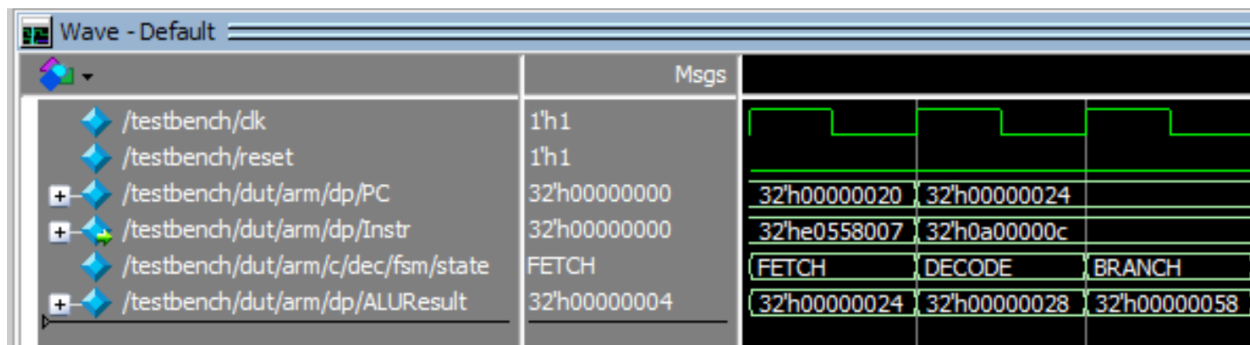 Wave - Default
Msgs
/testbench/clk 1'h1
/testbench/reset 1'h1
/testbench/dut/arm/dp/PC 32'h00000000 32'h00000020 32'h00000024
/testbench/dut/arm/dp/Instr 32'h00000000 32'he0558007 32'h0a00000c
/testbench/dut/arm/c/dec/fsm/state FETCH FETCH DECODE BRANCH
/testbench/dut/arm/dp/ALUResult 32'h00000004 32'h00000024 32'h00000028 32'h00000058